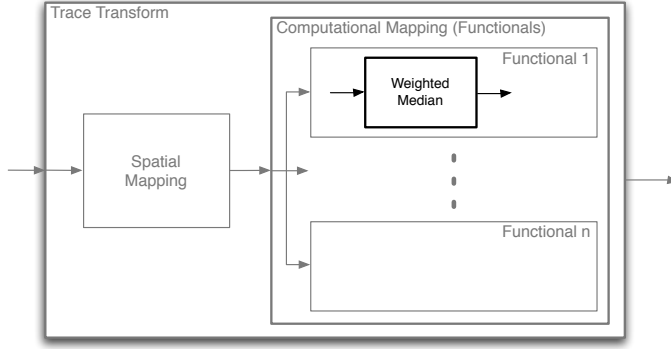 Trace Transform
Computational Mapping (Functionals)
Functional 1
Weighted
Median
Spatial
Mapping
Functional n